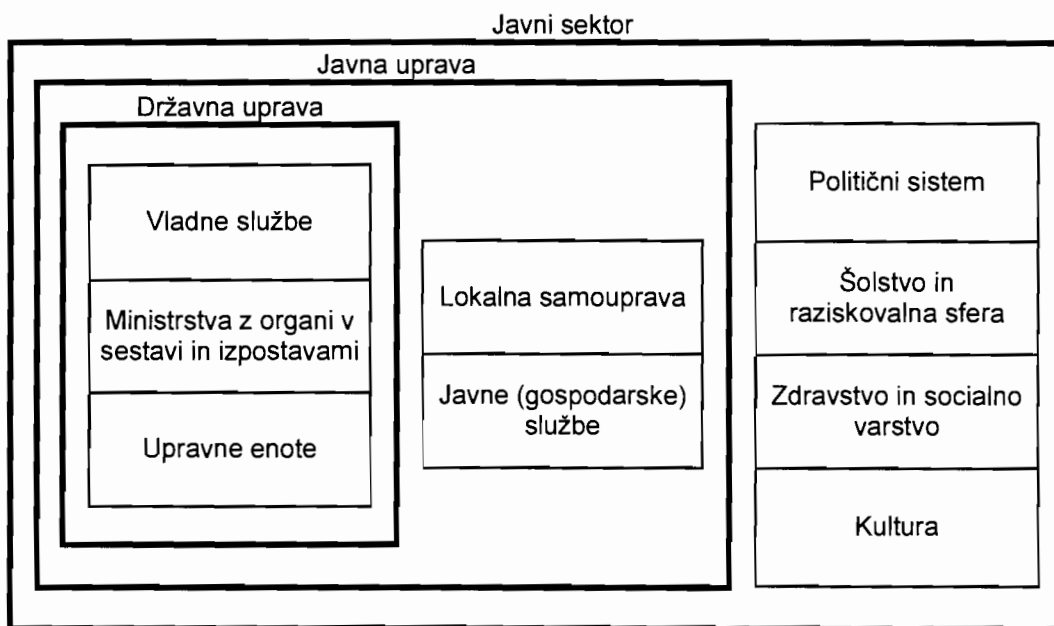 Javni sektor
Javna uprava
Državna uprava
Vladne službe
Ministrstva z organi v
sestavi in izpostavami
Upravne enote
Lokalna samouprava
Javne (gospodarske)
službe
Politični sistem
Šolstvo in
raziskovalna sfera
Zdravstvo in socialno
varstvo
Kultura